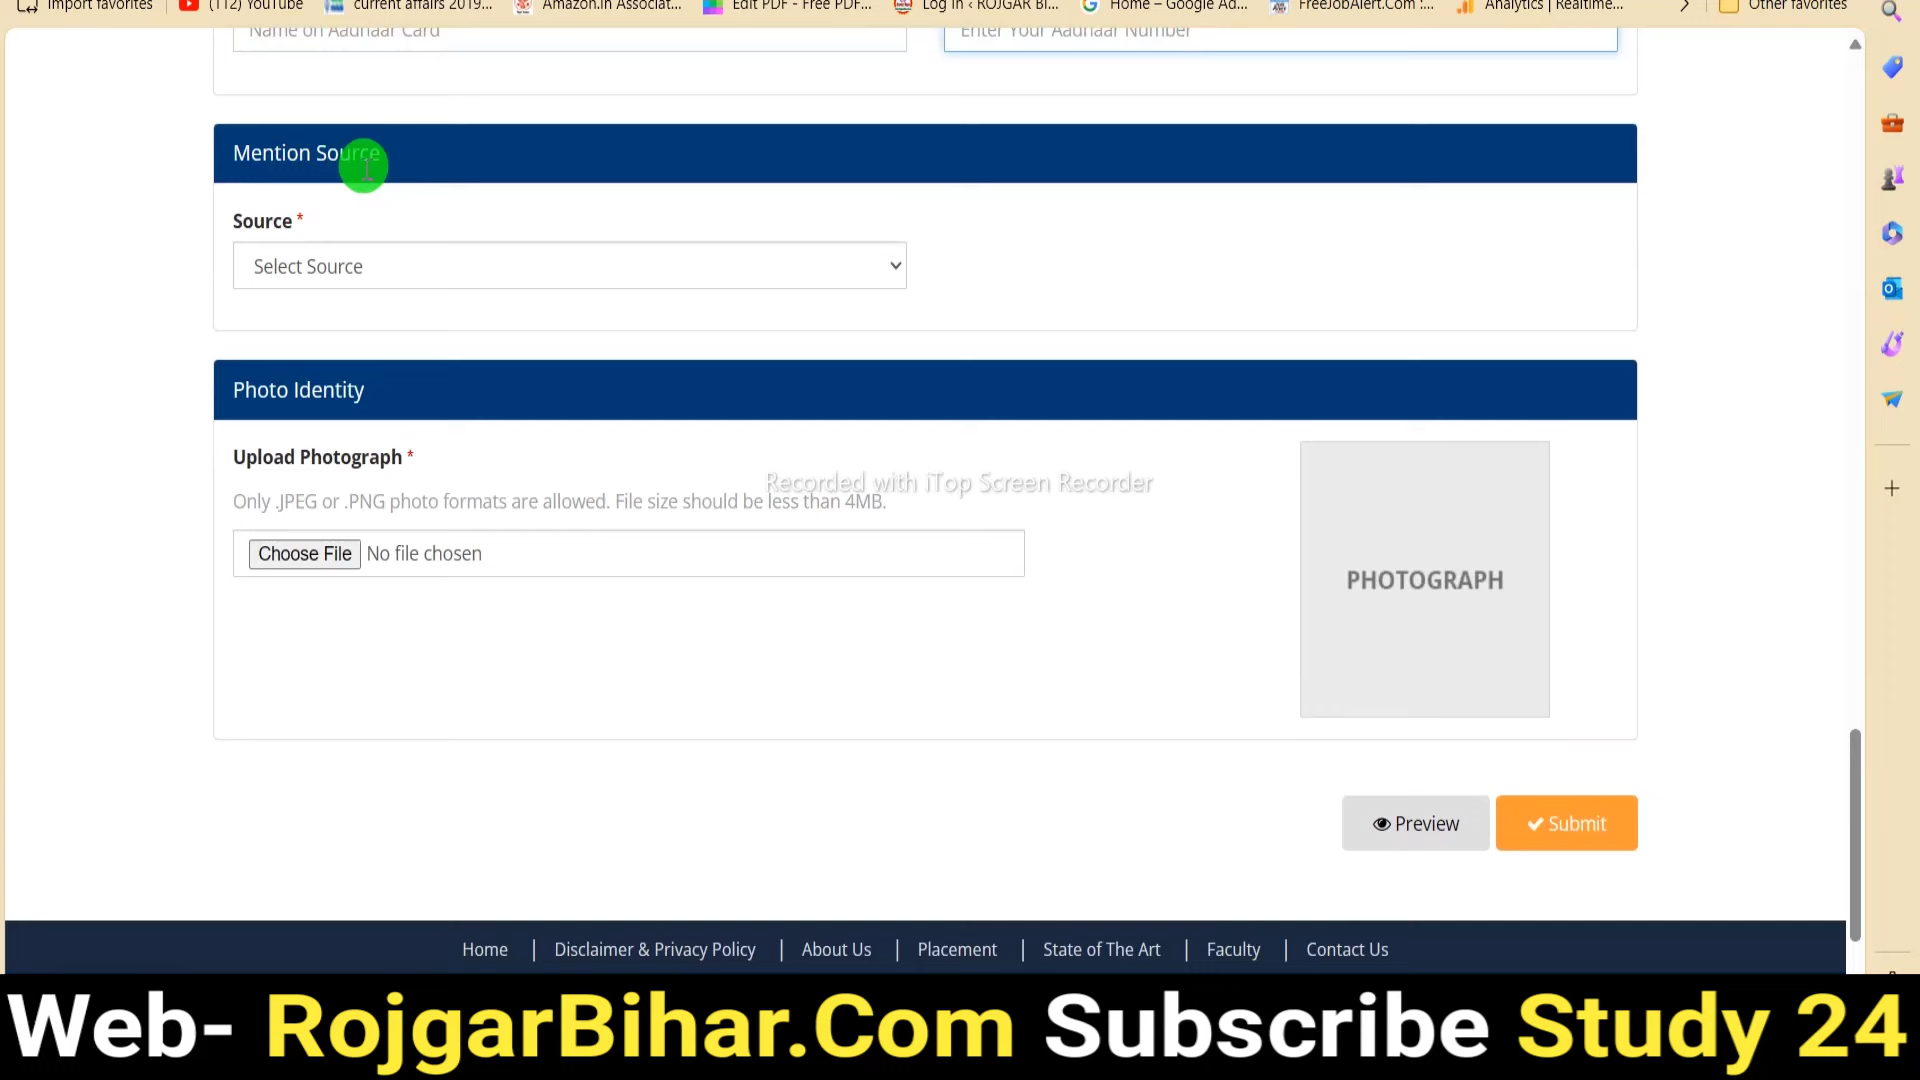 Import favorites
(112) YouTube
current affairs 2019...
Amazon.in Associat...
Edit PDF - Free PDF...
Log In ‹ ROJGAR BI...
Home – Google Ad...
FreeJobAlert.Com :...
Analytics | Realtime...
Other favorites
Name on Aadhaar Card
Enter Your Aadhaar Number
Mention Source
Source *
Select Source
Photo Identity
Upload Photograph *
Recorded with iTop Screen Recorder
Only .JPEG or .PNG photo formats are allowed. File size should be less than 4MB.
Choose File No file chosen
PHOTOGRAPH
Preview
Submit
Home | Disclaimer & Privacy Policy | About Us | Placement | State of The Art | Faculty | Contact Us
Web- RojgarBihar.Com Subscribe Study 24